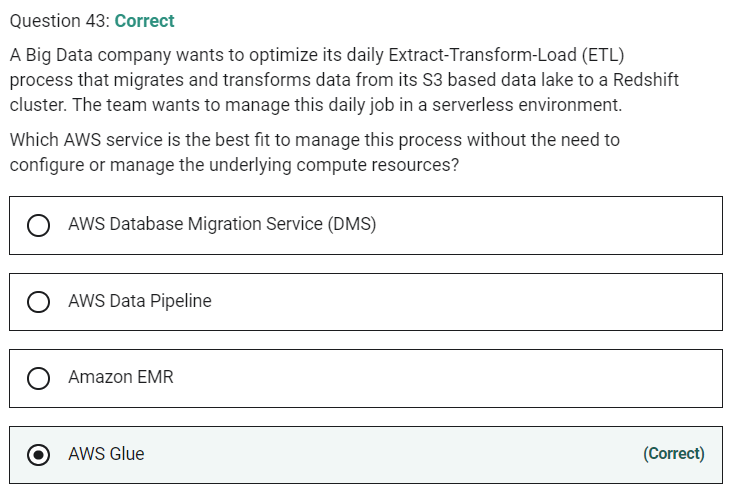 Question 43: Correct
A Big Data company wants to optimize its daily Extract-Transform-Load (ETL)
process that migrates and transforms data from its S3 based data lake to a Redshift
cluster. The team wants to manage this daily job in a serverless environment.
Which AWS service is the best fit to manage this process without the need to
configure or manage the underlying compute resources?
AWS Database Migration Service (DMS)
AWS Data Pipeline
Amazon EMR
AWS Glue (Correct)